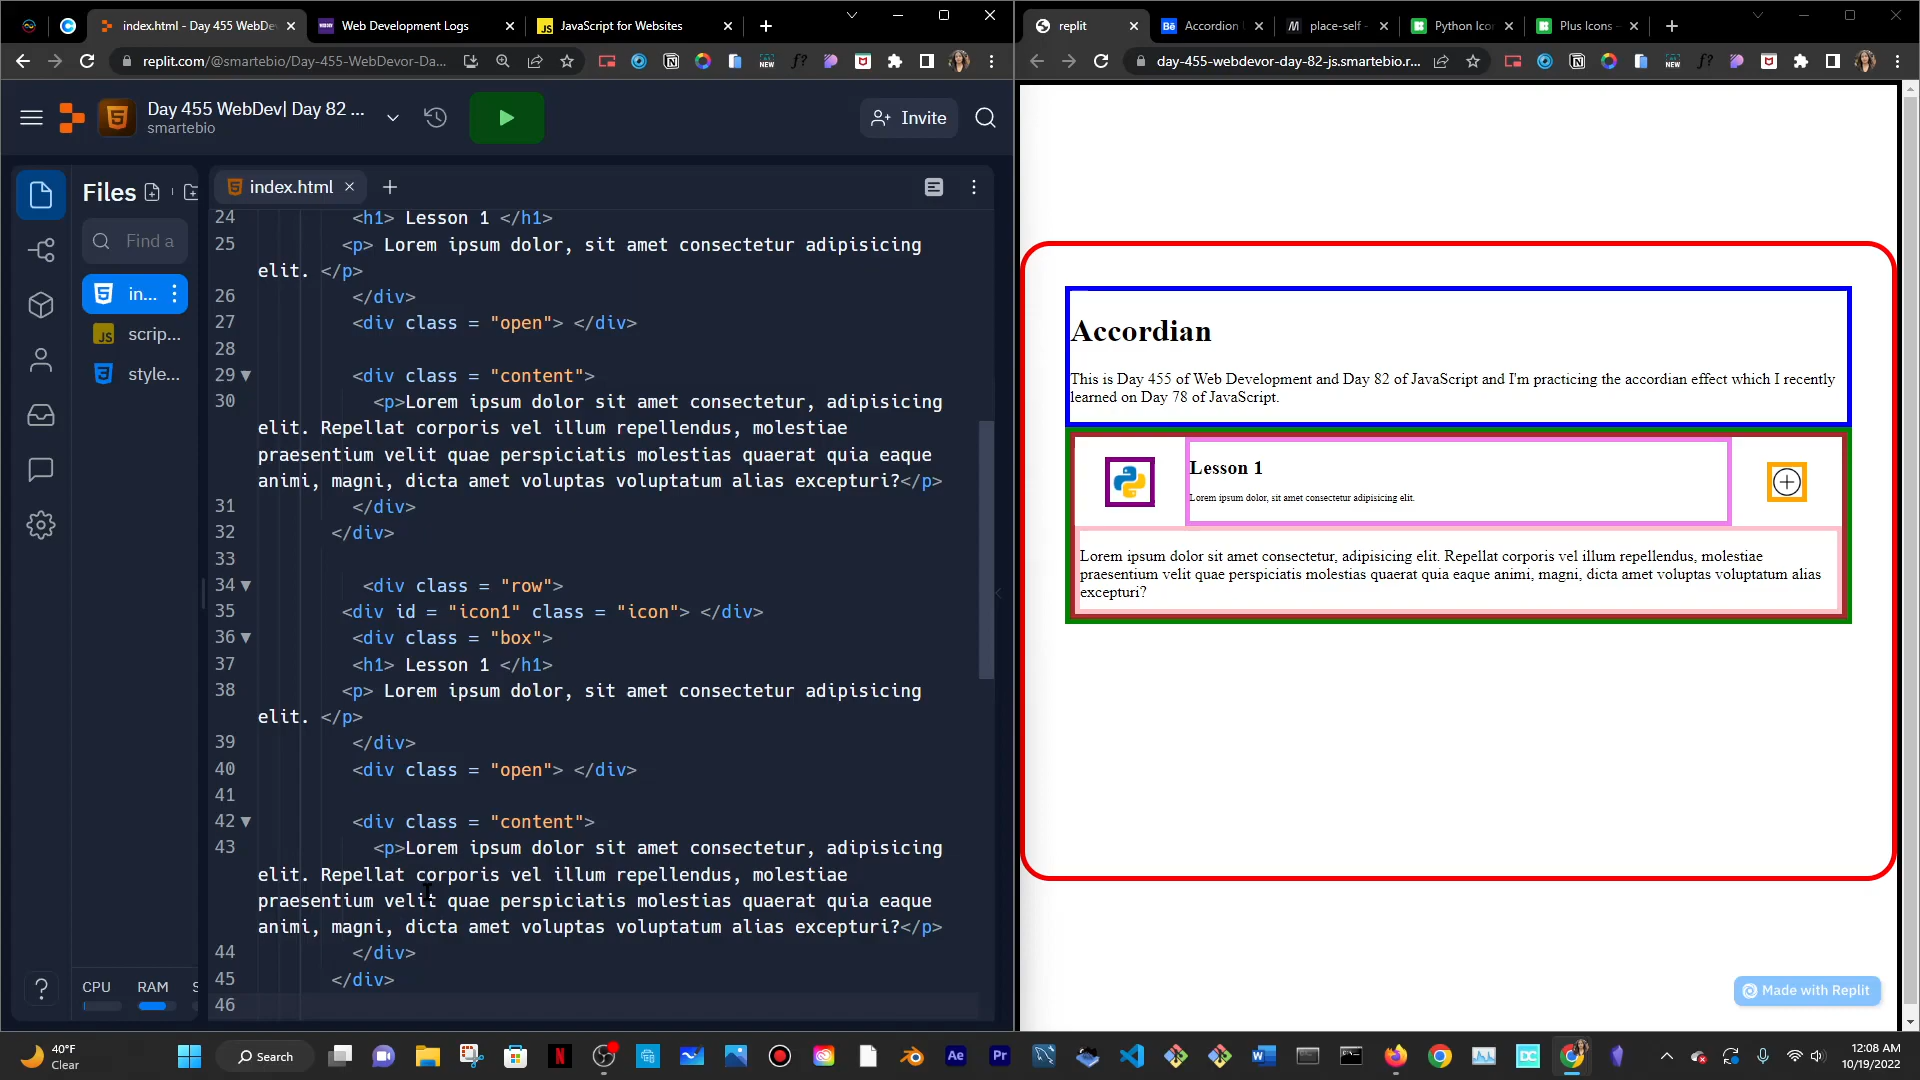 index.html - Day 455 WebDe
Web Development Logs
JavaScript for Websites
replit.com/@smartebio/Day-455-WebDevor-Da...
Day 455 WebDev| Day 82 ...
smartebio
Invite
Files
Find a
in...
scrip...
style...
CPU
RAM
S
index.html
24 <h1> Lesson 1 </h1>
25 <p> Lorem ipsum dolor, sit amet consectetur adipisicing
elit. </p>
26 </div>
27 <div class = "open"> </div>
28
29 <div class = "content">
30 <p>Lorem ipsum dolor sit amet consectetur, adipisicing
elit. Repellat corporis vel illum repellendus, molestiae
praesentium velit quae perspiciatis molestias quaerat quia eaque
animi, magni, dicta amet voluptas voluptatum alias excepturi?</p>
31 </div>
32 </div>
33
34 <div class = "row">
35 <div id = "icon1" class = "icon"> </div>
36 <div class = "box">
37 <h1> Lesson 1 </h1>
38 <p> Lorem ipsum dolor, sit amet consectetur adipisicing
elit. </p>
39 </div>
40 <div class = "open"> </div>
41
42 <div class = "content">
43 <p>Lorem ipsum dolor sit amet consectetur, adipisicing
elit. Repellat corporis vel illum repellendus, molestiae
praesentium velit quae perspiciatis molestias quaerat quia eaque
animi, magni, dicta amet voluptas voluptatum alias excepturi?</p>
44 </div>
45 </div>
46
replit
Accordion
place-self -
Python Ico
Plus Icons -
day-455-webdevor-day-82-js.smartebio.r...
Accordian
This is Day 455 of Web Development and Day 82 of JavaScript and I'm practicing the accordian effect which I recently
learned on Day 78 of JavaScript.
Lesson 1
Lorem ipsum dolor, sit amet consectetur adipisicing elit.
Lorem ipsum dolor sit amet consectetur, adipisicing elit. Repellat corporis vel illum repellendus, molestiae
praesentium velit quae perspiciatis molestias quaerat quia eaque animi, magni, dicta amet voluptas voluptatum alias
excepturi?
Made with Replit
40°F
Clear
Search
12:08 AM
10/19/2022